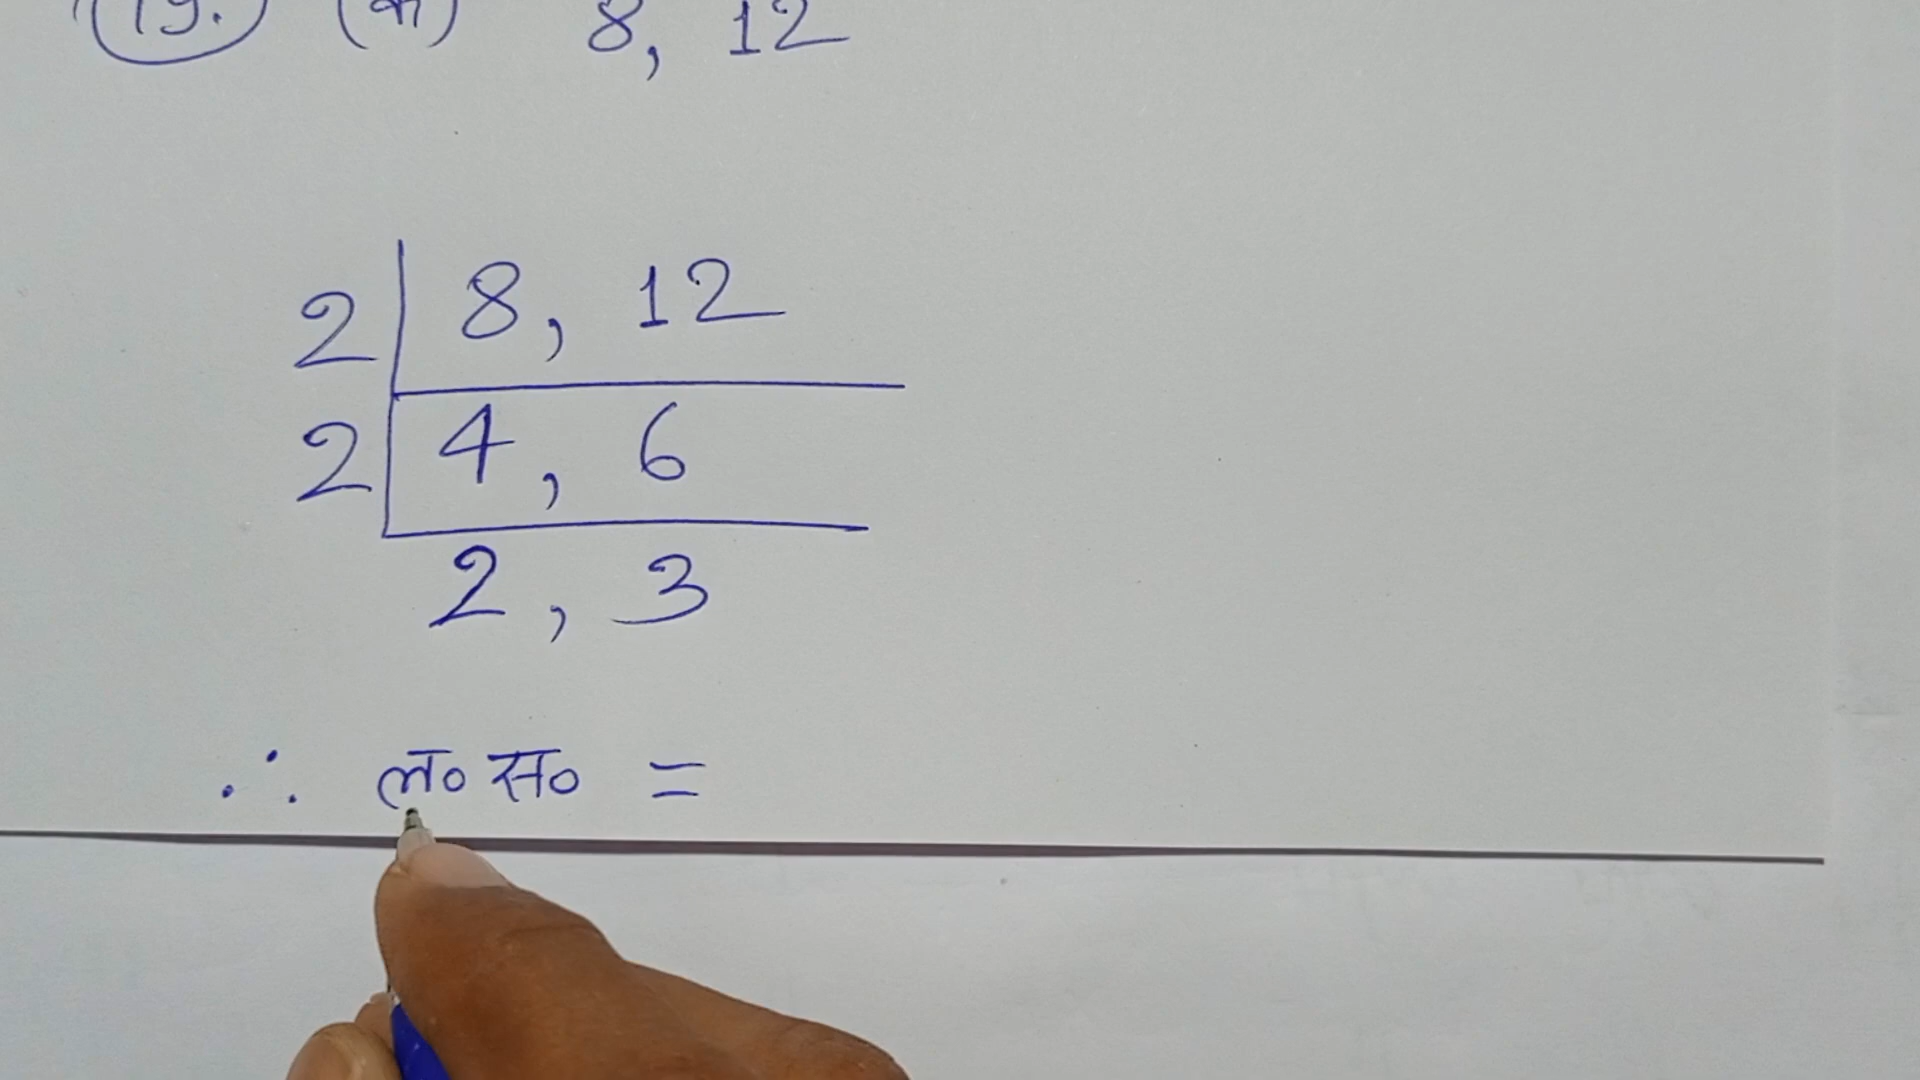 (क) 8, 12
2 8, 12
2 4, 6
2, 3
∴ ल० स० =